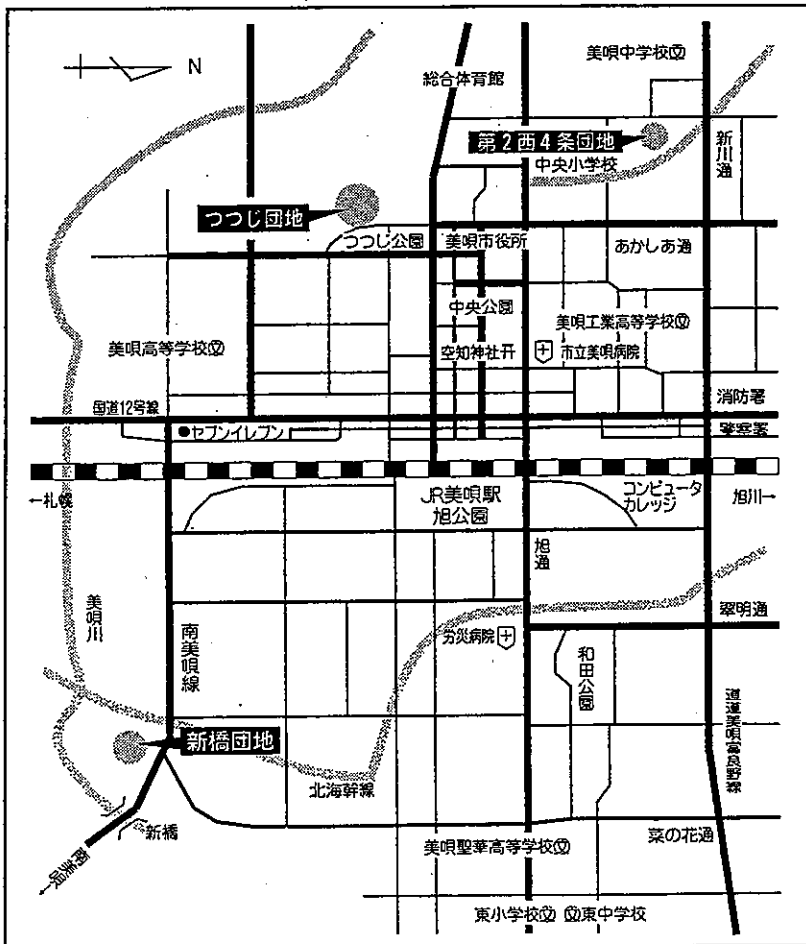 美唄中学校
N
総合体育館
第2西4条団地
中央小学校
新川通
つつじ団地
つつじ公園
美唄市役所
あかしあ通
中央公園
美唄工業高等学校
美唄高等学校
空知神社
市立美唄病院
国道12号線
消防署
セブンイレブン
警察署
←札幌
JR美唄駅
旭公園
コンピュータ
カレッジ
旭川→
旭通
美唄川
翠明通
南美唄線
労災病院
和田公園
道道美唄富良野線
新橋団地
北海幹線
新橋
美唄聖華高等学校
菜の花通
南美唄→
東小学校
東中学校